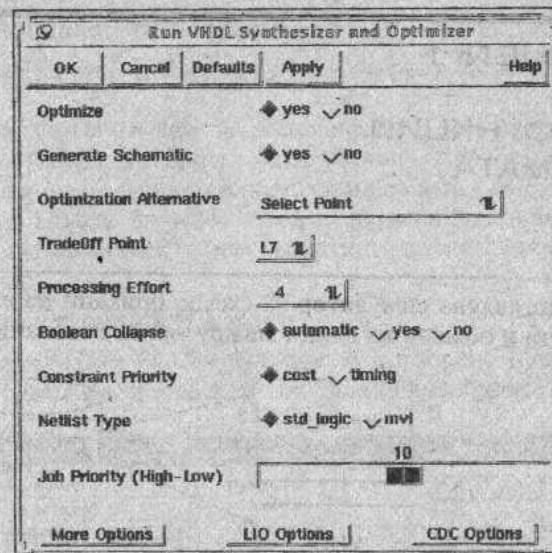 Run VHDL Synthesizer and Optimizer
OK Cancel Defaults Apply Help
Optimize yes no
Generate Schematic yes no
Optimization Alternative Select Point
TradeOff Point L7
Processing Effort 4
Boolean Collapse automatic yes no
Constraint Priority cost timing
Netlist Type std_logic mvl
10
Job Priority (High-Low)
More Options LIO Options CDC Options